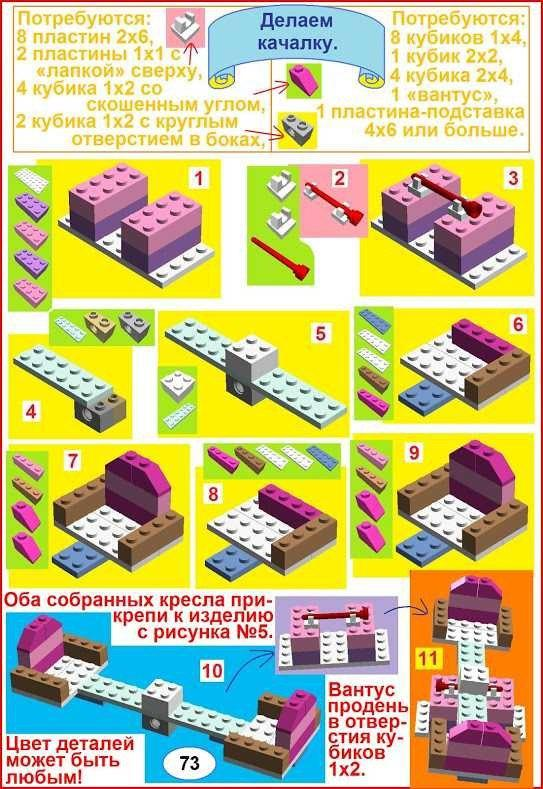 Потребуются:
8 пластин 2х6,
2 пластины 1х1 с
«лапкой» сверху,
4 кубика 1х2 со
скошенным углом,
2 кубика 1х2 с круглым
отверстием в боках,
Делаем
качалку.
Потребуются:
8 кубиков 1х4,
1 кубик 2х2,
4 кубика 2х4,
1 «вантус»,
1 пластина-подставка
4х6 или больше.
1
2
3
4
5
6
7
8
9
Оба собранных кресла при-
крепи к изделию
с рисунка №5.
10
11
Вантус
продень
в отвер-
стия ку-
биков
1х2.
Цвет деталей
может быть
любым!
73